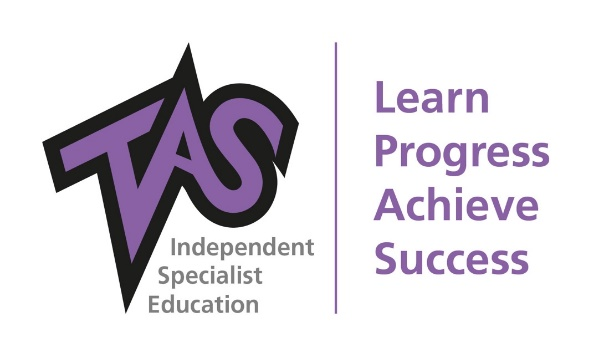 TAS
Independent
Specialist
Education
Learn
Progress
Achieve
Success